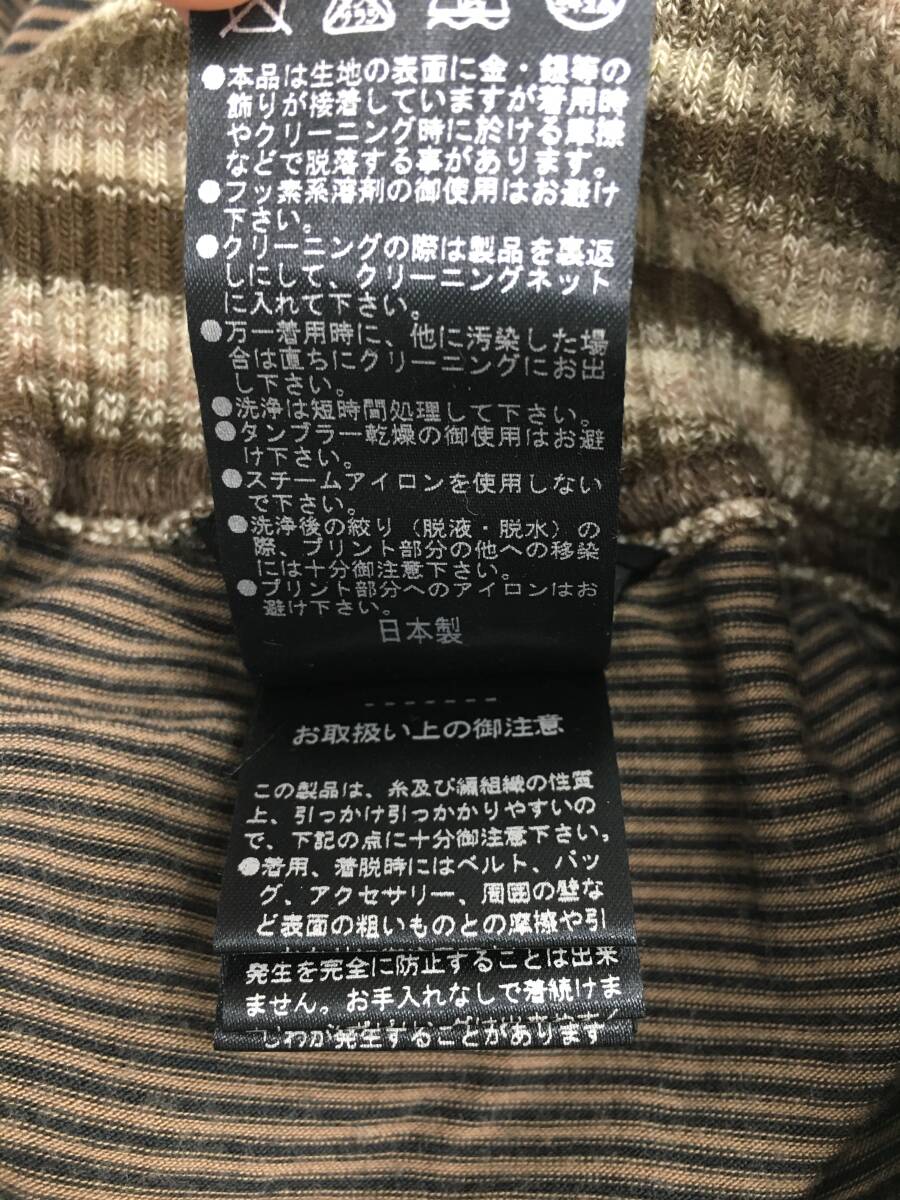 ●本品は生地の表面に金・銀等の
飾りが接着していますが着用時
やクリーニング時に於ける摩擦
などで脱落する事があります。
●フッ素系溶剤の御使用はお避け
下さい。
●クリーニングの際は製品を裏返
しにして、クリーニングネット
に入れて下さい。
●万一着用時に、他に汚染した場
合は直ちにクリーニングにお出
し下さい。
●洗浄は短時間処理して下さい。
●タンブラー乾燥の御使用はお避
け下さい。
●スチームアイロンを使用しない
で下さい。
●洗浄後の絞り（脱液・脱水）の
際、プリント部分の他への移染
には十分御注意下さい。
●プリント部分へのアイロンはお
避け下さい。
日本製
-------
お取扱い上の御注意
この製品は、糸及び編組織の性質
上、引っかけ引っかかりやすいの
で、下記の点に十分御注意下さい。
●着用、着脱時にはベルト、バッ
グ、アクセサリー、周囲の壁な
ど表面の粗いものとの摩擦や引
発生を完全に防止することは出来
ません。お手入れなしで着続けま
しわが発生することがあります